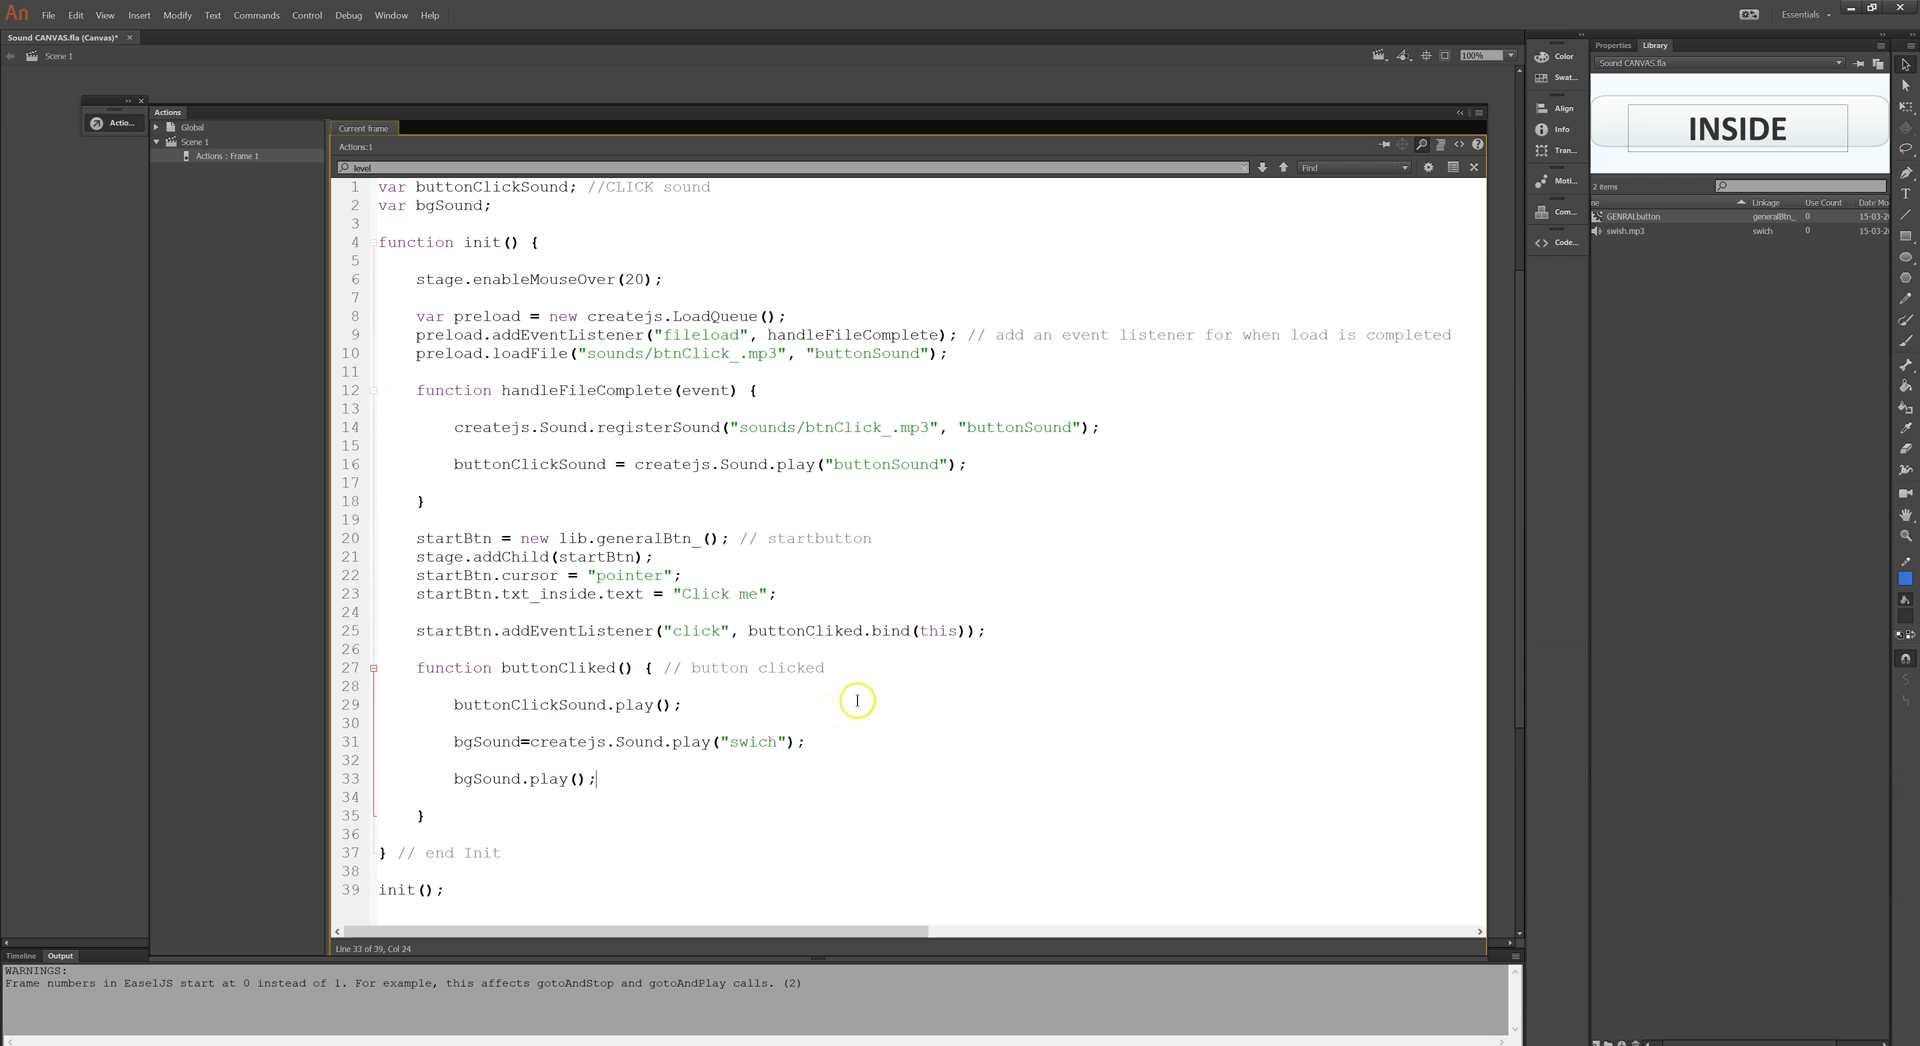 An File Edit View Insert Modify Text Commands Control Debug Window Help Essentials
Sound CANVAS.fla (Canvas)* ×
Scene 1 100%
Actio...
Actions
Global
Scene 1
Actions : Frame 1
Current frame
Actions:1
level Find
1 var buttonClickSound; //CLICK sound
2 var bgSound;
3
4 function init() {
5
6 stage.enableMouseOver(20);
7
8 var preload = new createjs.LoadQueue();
9 preload.addEventListener("fileload", handleFileComplete); // add an event listener for when load is completed
10 preload.loadFile("sounds/btnClick_.mp3", "buttonSound");
11
12 function handleFileComplete(event) {
13
14 createjs.Sound.registerSound("sounds/btnClick_.mp3", "buttonSound");
15
16 buttonClickSound = createjs.Sound.play("buttonSound");
17
18 }
19
20 startBtn = new lib.generalBtn_(); // startbutton
21 stage.addChild(startBtn);
22 startBtn.cursor = "pointer";
23 startBtn.txt_inside.text = "Click me";
24
25 startBtn.addEventListener("click", buttonCliked.bind(this));
26
27 function buttonCliked() { // button clicked
28
29 buttonClickSound.play();
30
31 bgSound=createjs.Sound.play("swich");
32
33 bgSound.play();
34
35 }
36
37 } // end Init
38
39 init();
Line 33 of 39, Col 24
Timeline Output
WARNINGS:
Frame numbers in EaselJS start at 0 instead of 1. For example, this affects gotoAndStop and gotoAndPlay calls. (2)
Color
Swat...
Align
Info
Tran...
Moti...
Com...
Code...
Properties Library
Sound CANVAS.fla
INSIDE
2 items
ne Linkage Use Count Date Mo
GENRALbutton generalBtn_ 0 15-03-2
swish.mp3 swich 0 15-03-2